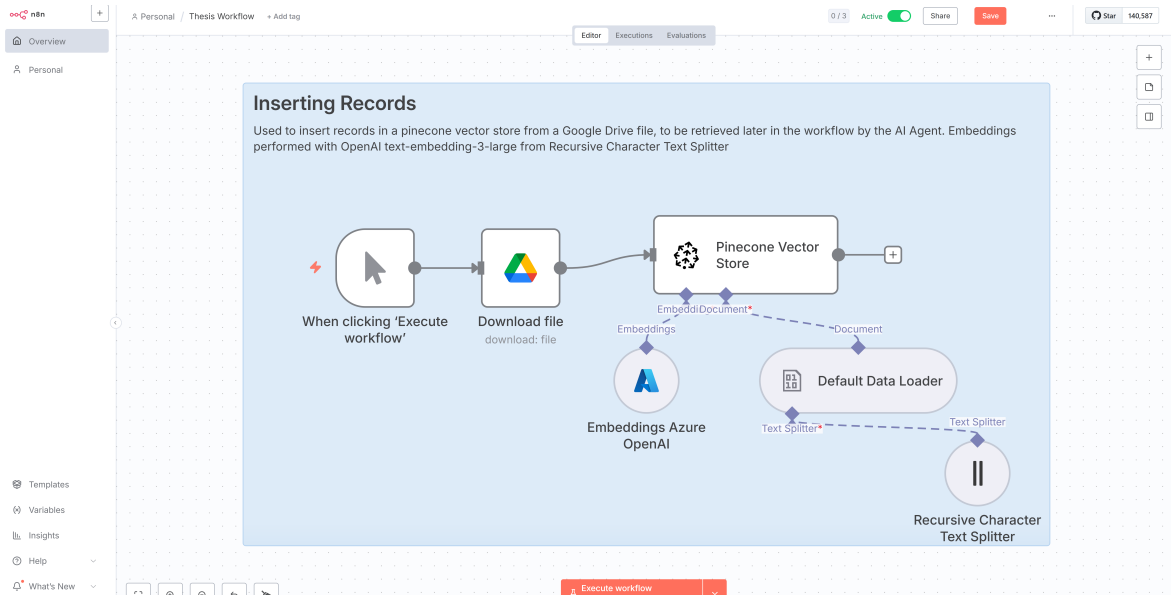 n8n
+
Personal / Thesis Workflow + Add tag
0 / 3
Active
Share
Save
...
Star 140,587
Editor Executions Evaluations
Overview
Personal
Inserting Records
Used to insert records in a pinecone vector store from a Google Drive file, to be retrieved later in the workflow by the AI Agent. Embeddings
performed with OpenAI text-embedding-3-large from Recursive Character Text Splitter
When clicking ‘Execute
workflow’
Download file
download: file
Pinecone Vector
Store
+
Embeddi Document*
Embeddings
Document
Embeddings Azure
OpenAI
01
10
Default Data Loader
Text Splitter*
Text Splitter
Recursive Character
Text Splitter
Templates
Variables
Insights
Help
What's New
Execute workflow